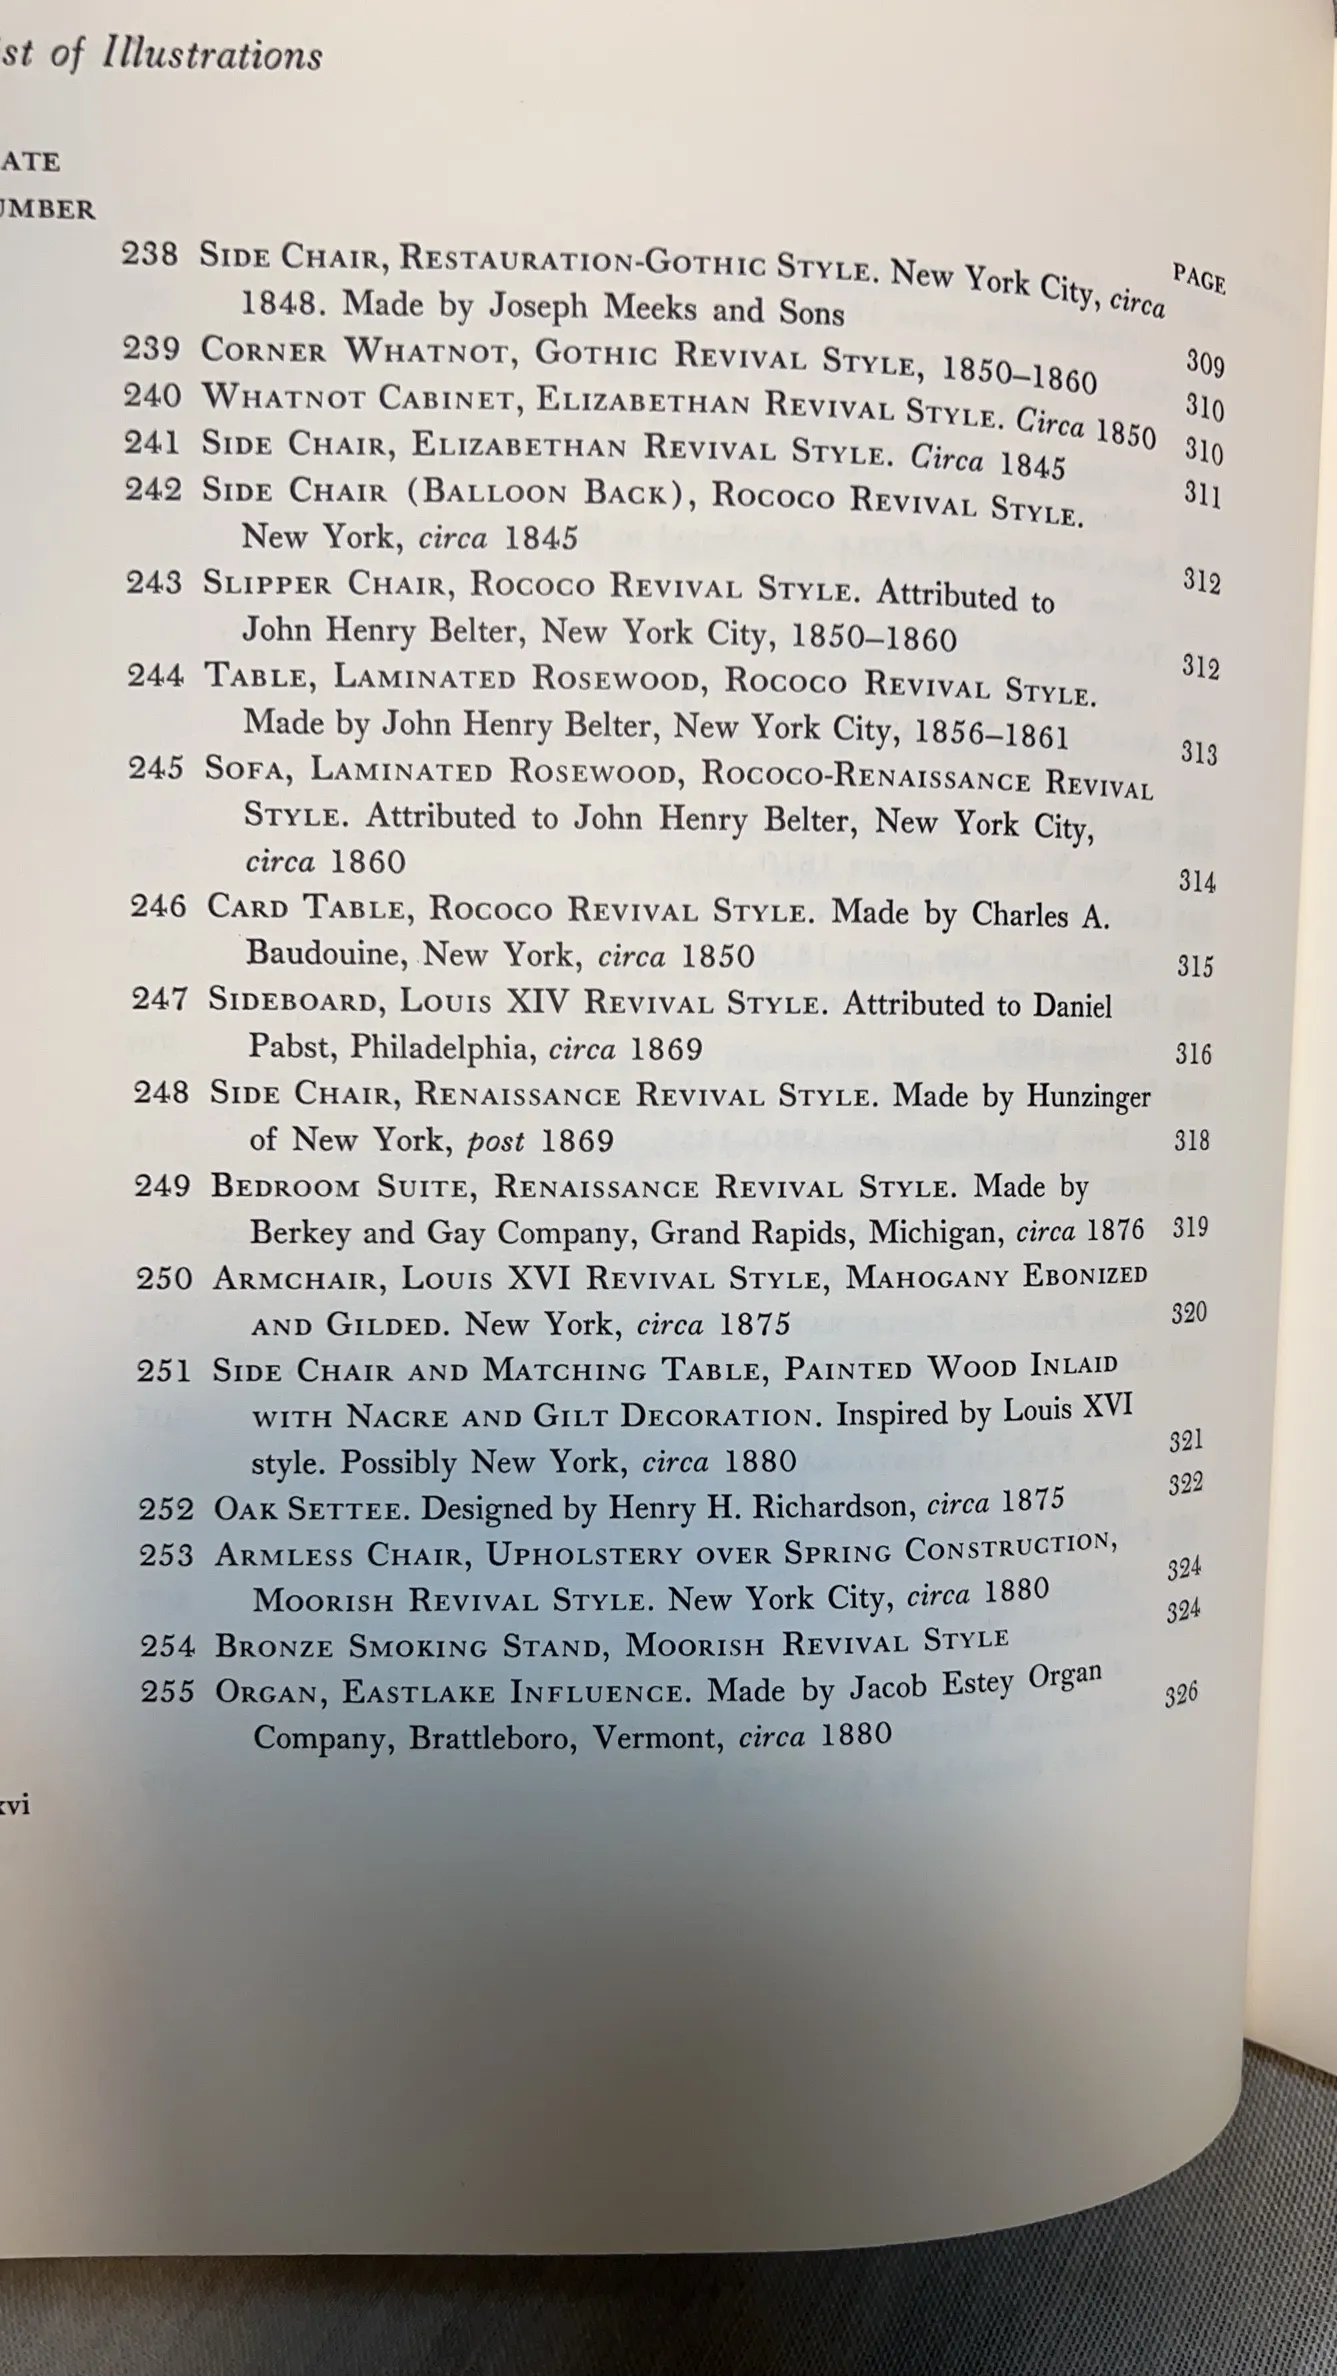 st of Illustrations
ATE
UMBER
PAGE
238 SIDE CHAIR, RESTAURATION-GOTHIC STYLE. New York City, circa
1848. Made by Joseph Meeks and Sons 309
239 CORNER WHATNOT, GOTHIC REVIVAL STYLE, 1850–1860 310
240 WHATNOT CABINET, ELIZABETHAN REVIVAL STYLE. Circa 1850 310
241 SIDE CHAIR, ELIZABETHAN REVIVAL STYLE. Circa 1845 311
242 SIDE CHAIR (BALLOON BACK), ROCOCO REVIVAL STYLE.
New York, circa 1845 312
243 SLIPPER CHAIR, ROCOCO REVIVAL STYLE. Attributed to
John Henry Belter, New York City, 1850–1860 312
244 TABLE, LAMINATED ROSEWOOD, ROCOCO REVIVAL STYLE.
Made by John Henry Belter, New York City, 1856–1861 313
245 SOFA, LAMINATED ROSEWOOD, ROCOCO-RENAISSANCE REVIVAL
STYLE. Attributed to John Henry Belter, New York City,
circa 1860 314
246 CARD TABLE, ROCOCO REVIVAL STYLE. Made by Charles A.
Baudouine, New York, circa 1850 315
247 SIDEBOARD, LOUIS XIV REVIVAL STYLE. Attributed to Daniel
Pabst, Philadelphia, circa 1869 316
248 SIDE CHAIR, RENAISSANCE REVIVAL STYLE. Made by Hunzinger
of New York, post 1869 318
249 BEDROOM SUITE, RENAISSANCE REVIVAL STYLE. Made by
Berkey and Gay Company, Grand Rapids, Michigan, circa 1876 319
250 ARMCHAIR, LOUIS XVI REVIVAL STYLE, MAHOGANY EBONIZED
AND GILDED. New York, circa 1875 320
251 SIDE CHAIR AND MATCHING TABLE, PAINTED WOOD INLAID
WITH NACRE AND GILT DECORATION. Inspired by Louis XVI
style. Possibly New York, circa 1880 321
252 OAK SETTEE. Designed by Henry H. Richardson, circa 1875 322
253 ARMLESS CHAIR, UPHOLSTERY OVER SPRING CONSTRUCTION,
MOORISH REVIVAL STYLE. New York City, circa 1880 324
254 BRONZE SMOKING STAND, MOORISH REVIVAL STYLE 324
255 ORGAN, EASTLAKE INFLUENCE. Made by Jacob Estey Organ
Company, Brattleboro, Vermont, circa 1880 326
xvi